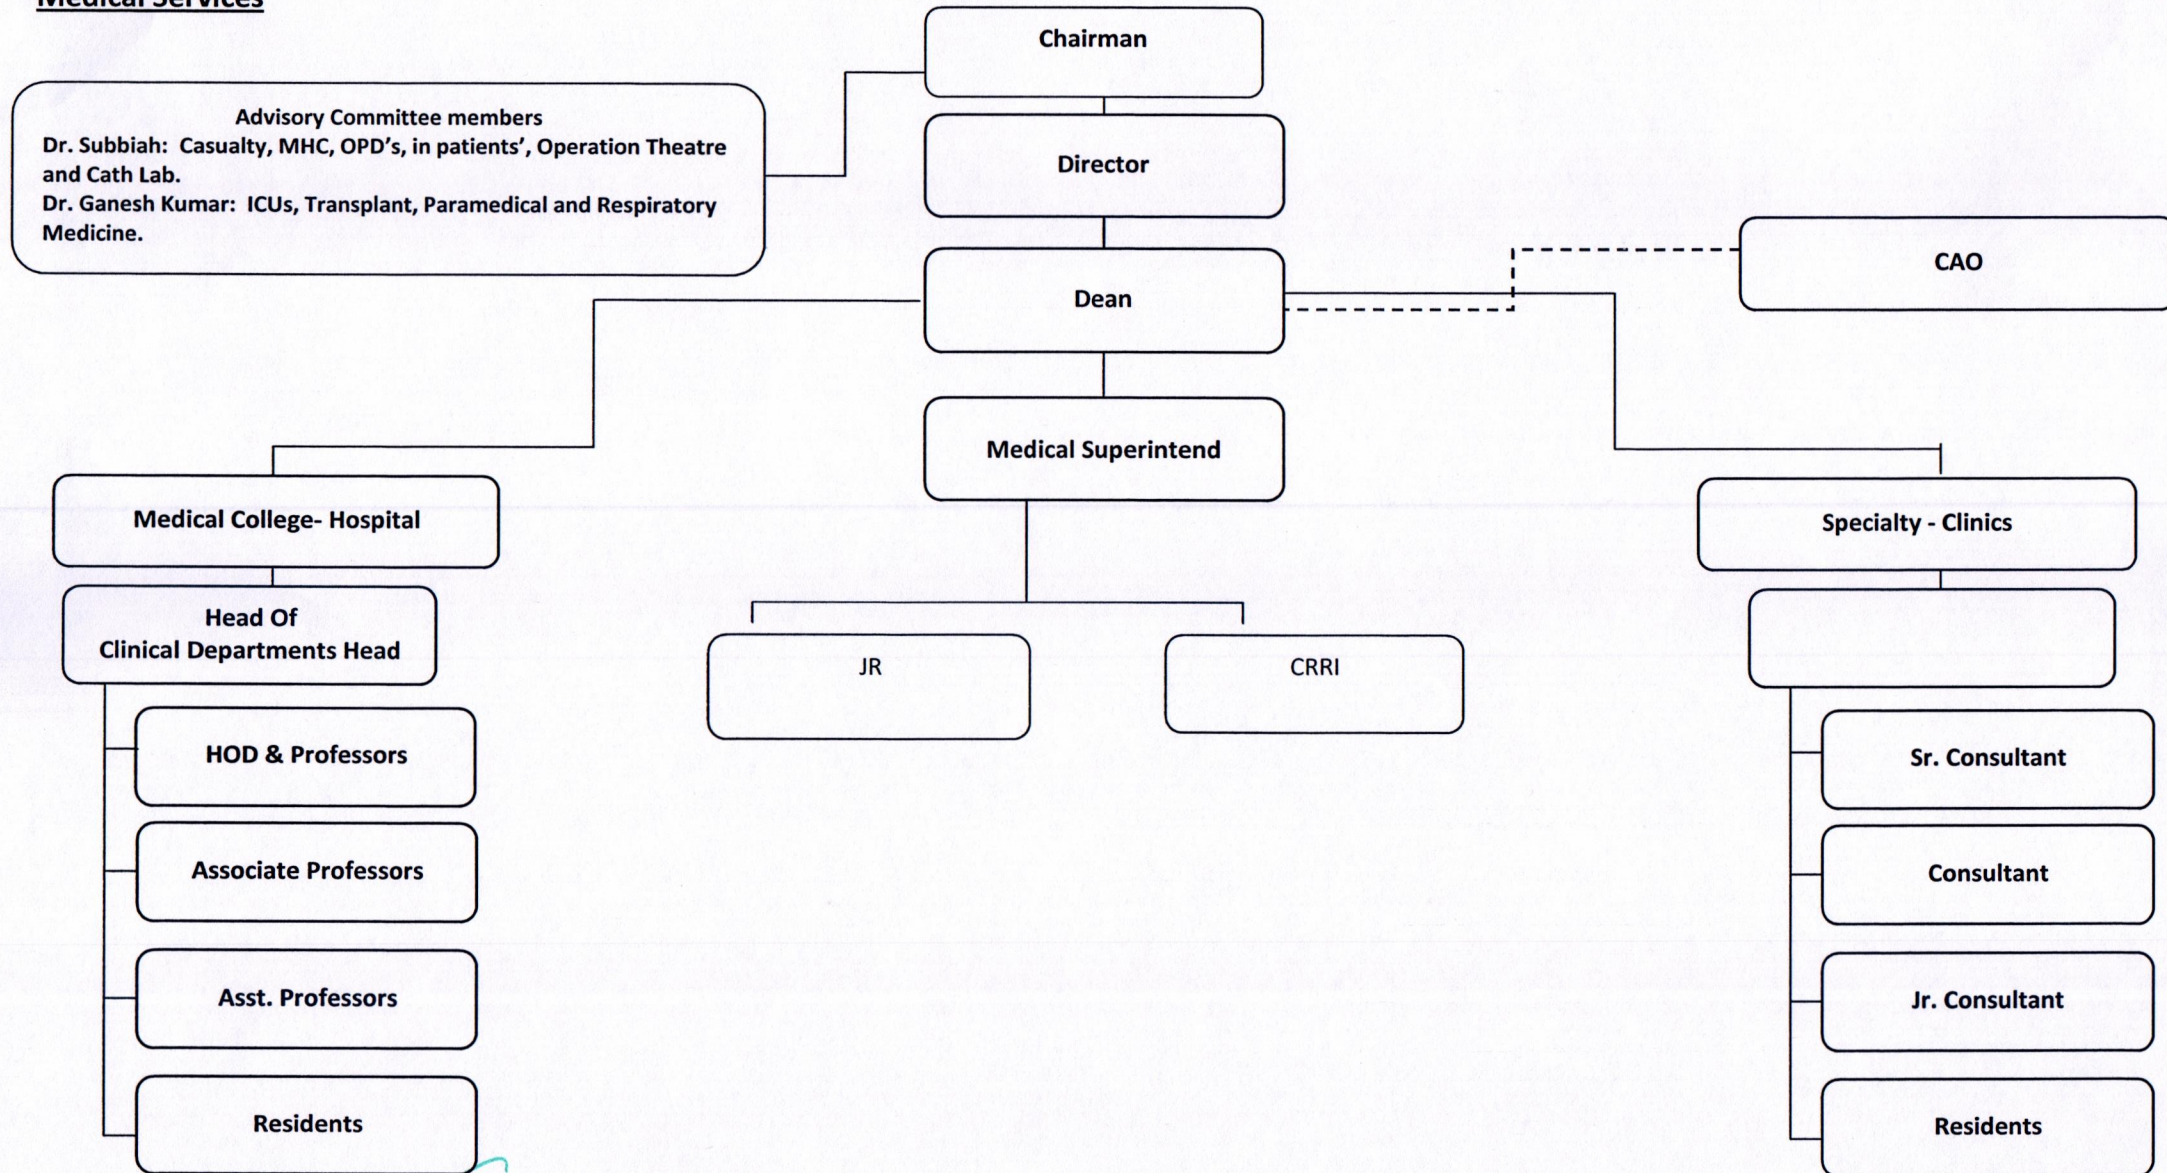 Medical Services
Chairman
Advisory Committee members
Dr. Subbiah: Casualty, MHC, OPD's, in patients', Operation Theatre
and Cath Lab.
Dr. Ganesh Kumar: ICUs, Transplant, Paramedical and Respiratory
Medicine.
Director
CAO
Dean
Medical Superintend
Medical College- Hospital
Specialty - Clinics
Head Of
Clinical Departments Head
JR
CRRI
HOD & Professors
Sr. Consultant
Associate Professors
Consultant
Asst. Professors
Jr. Consultant
Residents
Residents